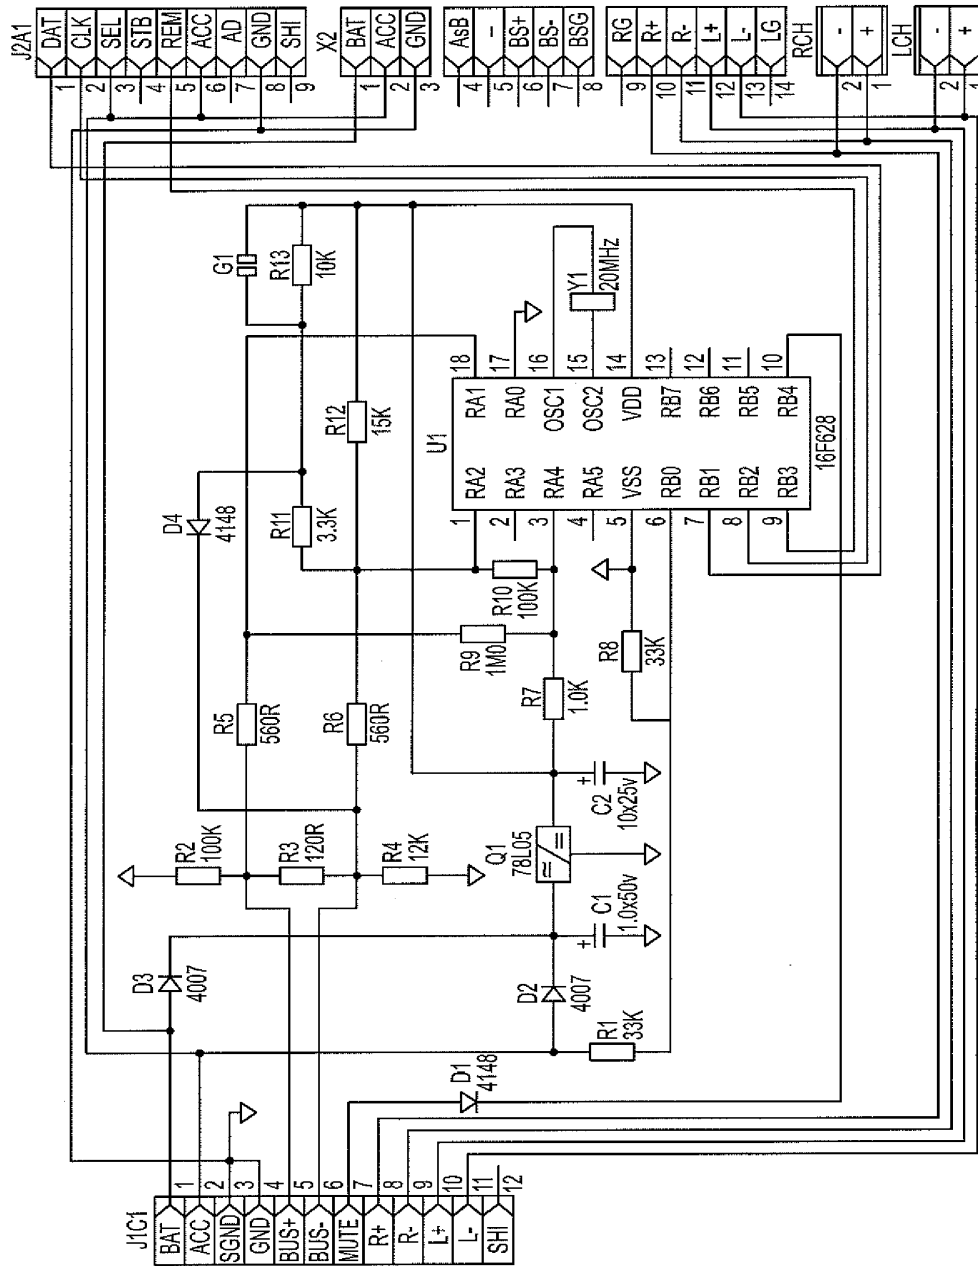 J2A1
DAT 1
CLK 2
SEL 3
STB 4
REM 5
ACC 6
AD 7
GND 8
SHI 9
X2
BAT 1
ACC 2
GND 3
AsB 4
- 5
BS+ 6
BS- 7
BSG 8
RG 9
R+ 10
R- 11
L+ 12
L- 13
LG 14
RCH
- 2
+ 1
LCH
- 2
+ 1
G1
R13
10K
R12
15K
D4
4148
R11
3.3K
R5
560R
R6
560R
R2
100K
R3
120R
R4
12K
D3
4007
Y1
20MHz
U1
16F628
18 RA1
17 RA0
16 OSC1
15 OSC2
14 VDD
13 RB7
12 RB6
11 RB5
10 RB4
1 RA2
2 RA3
3 RA4
4 RA5
5 VSS
6 RB0
7 RB1
8 RB2
9 RB3
R10
100K
R9
1M0
R8
33K
R7
1.0K
+
C2
10x25v
Q1
78L05
+
C1
1.0x50v
D2
4007
R1
33K
D1
4148
J1C1
BAT 1
ACC 2
SGND 3
GND 4
BUS+ 5
BUS- 6
MUTE 7
R+ 8
R- 9
L+ 10
L- 11
SHI 12